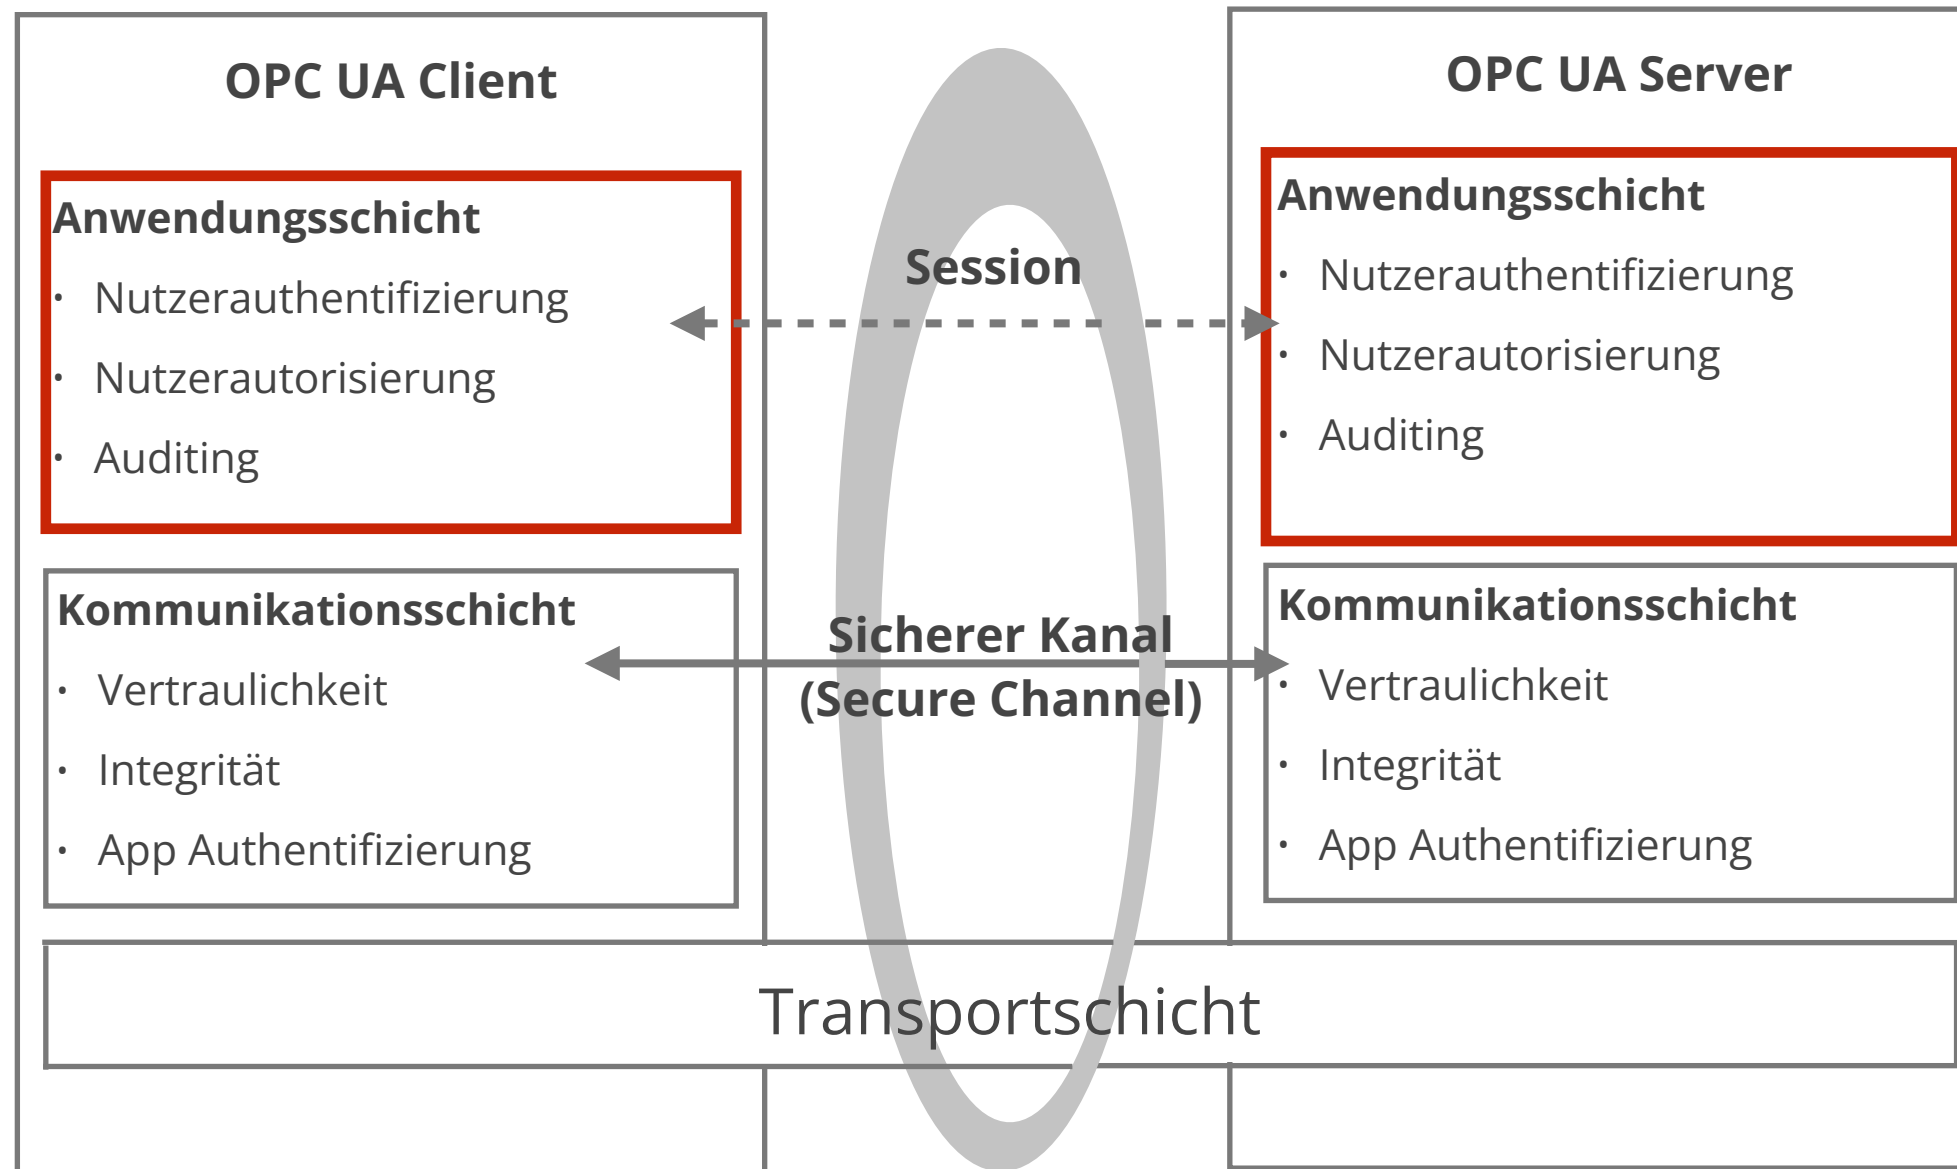 OPC UA Client
Anwendungsschicht
· Nutzerauthentifizierung
· Nutzerautorisierung
· Auditing
Kommunikationsschicht
· Vertraulichkeit
· Integrität
· App Authentifizierung
Session
Sicherer Kanal
(Secure Channel)
OPC UA Server
Anwendungsschicht
· Nutzerauthentifizierung
· Nutzerautorisierung
· Auditing
Kommunikationsschicht
· Vertraulichkeit
· Integrität
· App Authentifizierung
Transportschicht